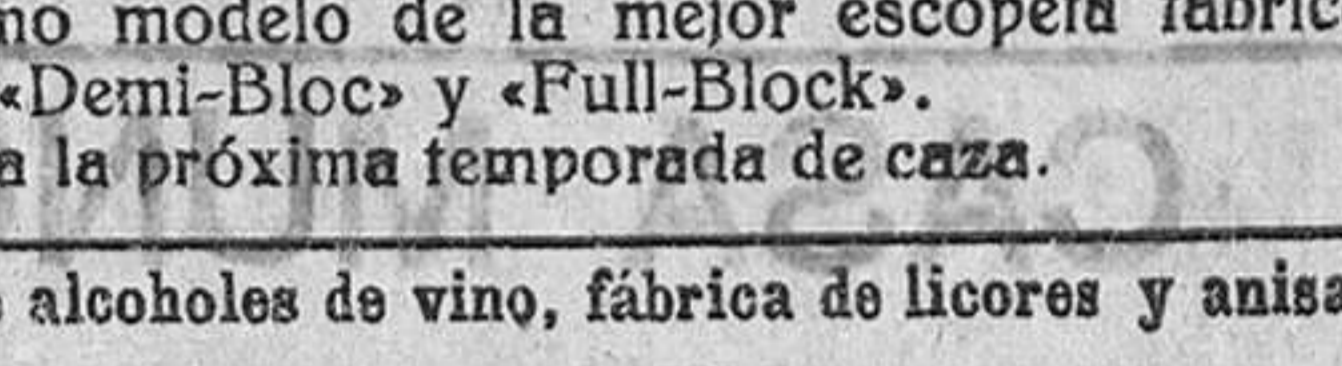 no modelo de la mejor escopeta fabric
«Demi-Bloc» y «Full-Block».
a la próxima temporada de caza.
alcoholes de vino, fábrica de licores y anisa